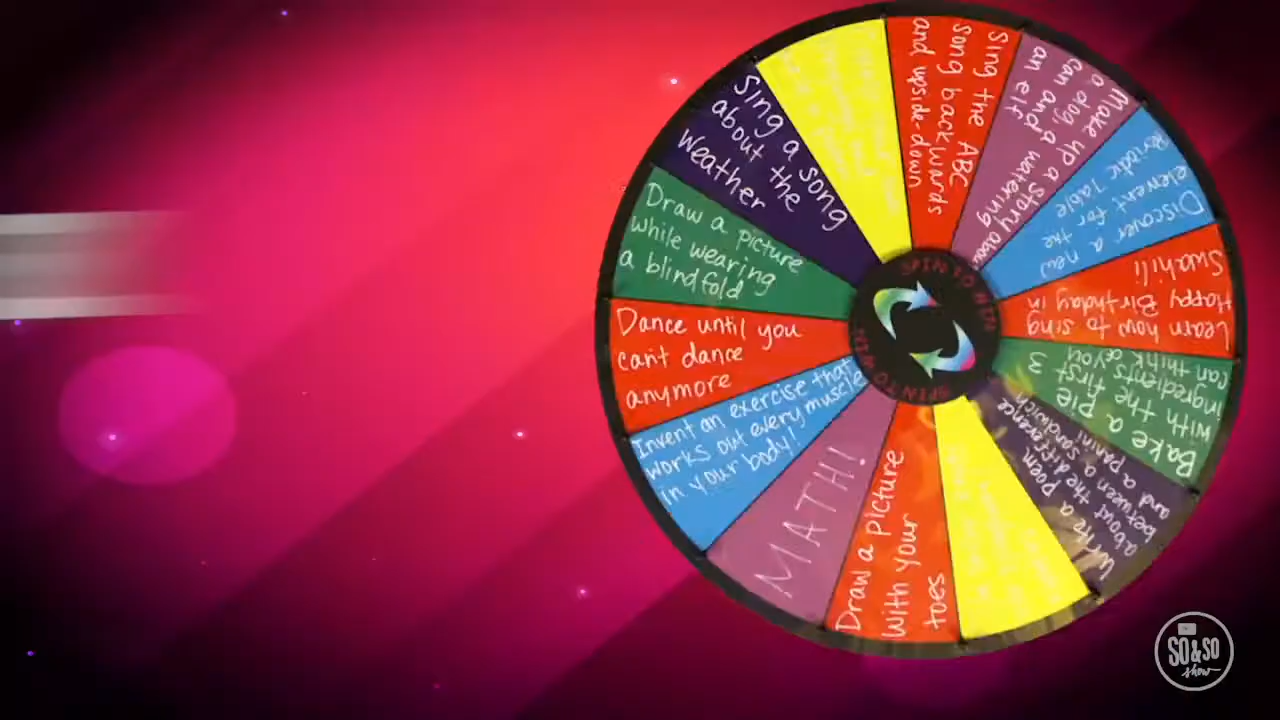 Sing the ABC
song backwards
and upside-down
Make up a story about
a dog, a watering
can and
an elf
Discover a new
element for the
Periodic Table
Learn how to sing
Happy Birthday in
Swahili
Bake a pie
with the first 3
ingredients
can think of
Write a poem
about the difference
between a sandwich
and a panini
Draw a picture
with your
toes
MATH!
Invent an exercise that
works out every muscle
in your body!
Dance until you
can't dance
anymore
Draw a picture
while wearing
a blindfold
Sing a song
about the
weather
SPIN TO WIN
SPIN TO WIN
SO & SO
show